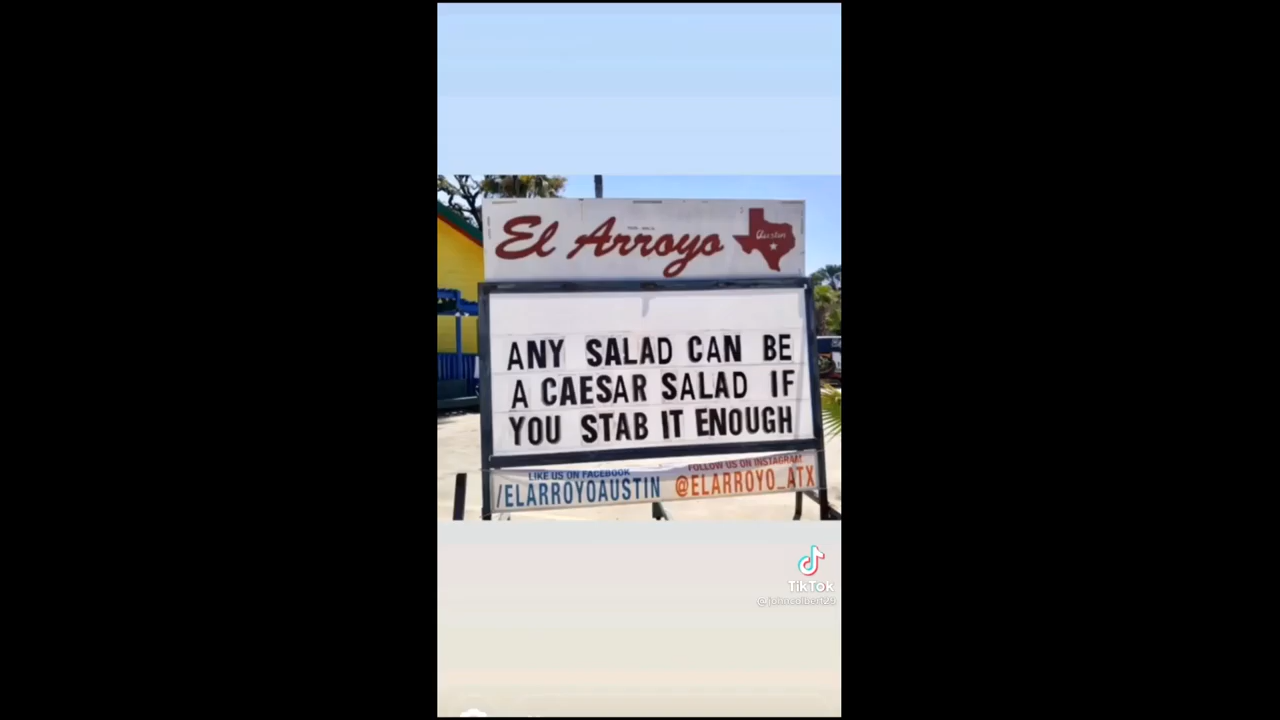 El Arroyo
Austin
ANY SALAD CAN BE
A CAESAR SALAD IF
YOU STAB IT ENOUGH
LIKE US ON FACEBOOK
/ELARROYOAUSTIN
FOLLOW US ON INSTAGRAM
@ELARROYO_ATX
TikTok